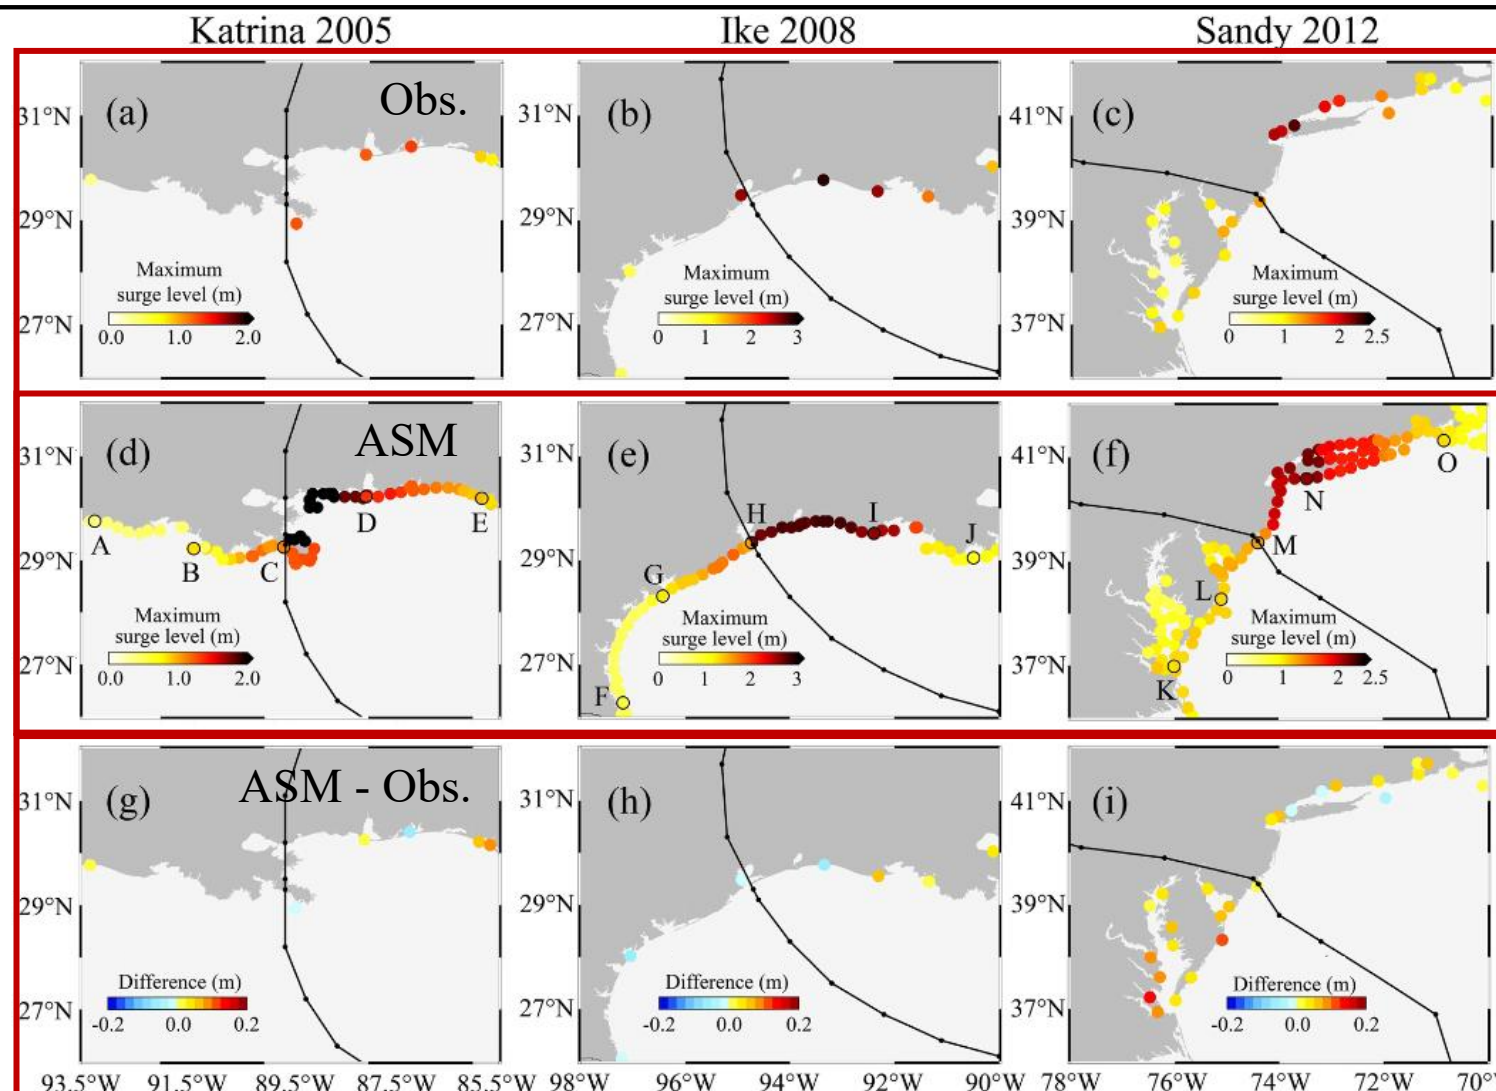 Katrina 2005 Ike 2008 Sandy 2012
(a) Obs. (b) (c)
31°N 31°N 41°N
29°N 29°N 39°N
27°N 27°N 37°N
Maximum Maximum Maximum
surge level (m) surge level (m) surge level (m)
0.0 1.0 2.0 0 1 2 3 0 1 2 2.5
(d) ASM (e) (f)
31°N 31°N 41°N
29°N 29°N 39°N
27°N 27°N 37°N
A B C D E
F G H I J
K L M N O
Maximum Maximum Maximum
surge level (m) surge level (m) surge level (m)
0.0 1.0 2.0 0 1 2 3 0 1 2 2.5
(g) ASM - Obs. (h) (i)
31°N 31°N 41°N
29°N 29°N 39°N
27°N 27°N 37°N
Difference (m) Difference (m) Difference (m)
-0.2 0.0 0.2 -0.2 0.0 0.2 -0.2 0.0 0.2
93.5°W 91.5°W 89.5°W 87.5°W 85.5°W 98°W 96°W 94°W 92°W 90°W 78°W 76°W 74°W 72°W 70°